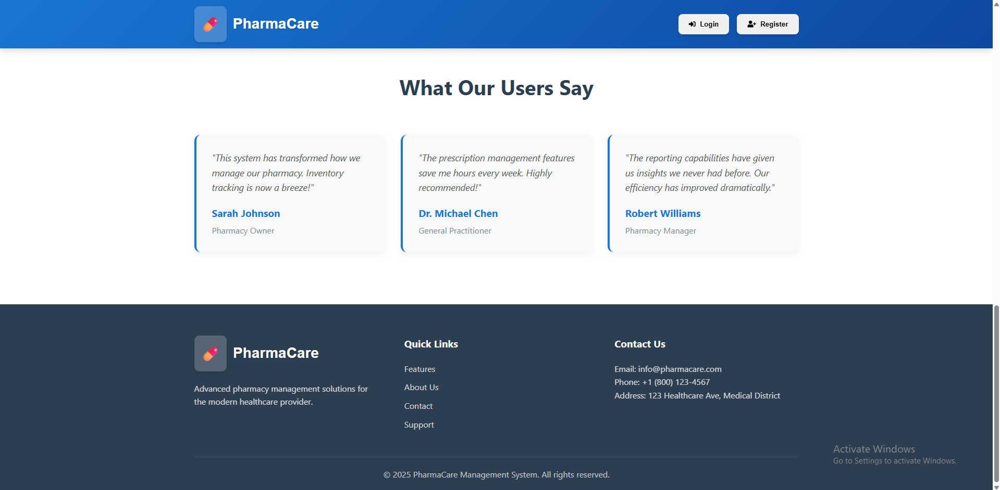 PharmaCare
Login
Register
What Our Users Say
"This system has transformed how we
manage our pharmacy. Inventory
tracking is now a breeze!"
Sarah Johnson
Pharmacy Owner
"The prescription management features
save me hours every week. Highly
recommended!"
Dr. Michael Chen
General Practitioner
"The reporting capabilities have given
us insights we never had before. Our
efficiency has improved dramatically."
Robert Williams
Pharmacy Manager
PharmaCare
Advanced pharmacy management solutions for
the modern healthcare provider.
Quick Links
Features
About Us
Contact
Support
Contact Us
Email: info@pharmacare.com
Phone: +1 (800) 123-4567
Address: 123 Healthcare Ave, Medical District
Activate Windows
Go to Settings to activate Windows.
© 2025 PharmaCare Management System. All rights reserved.